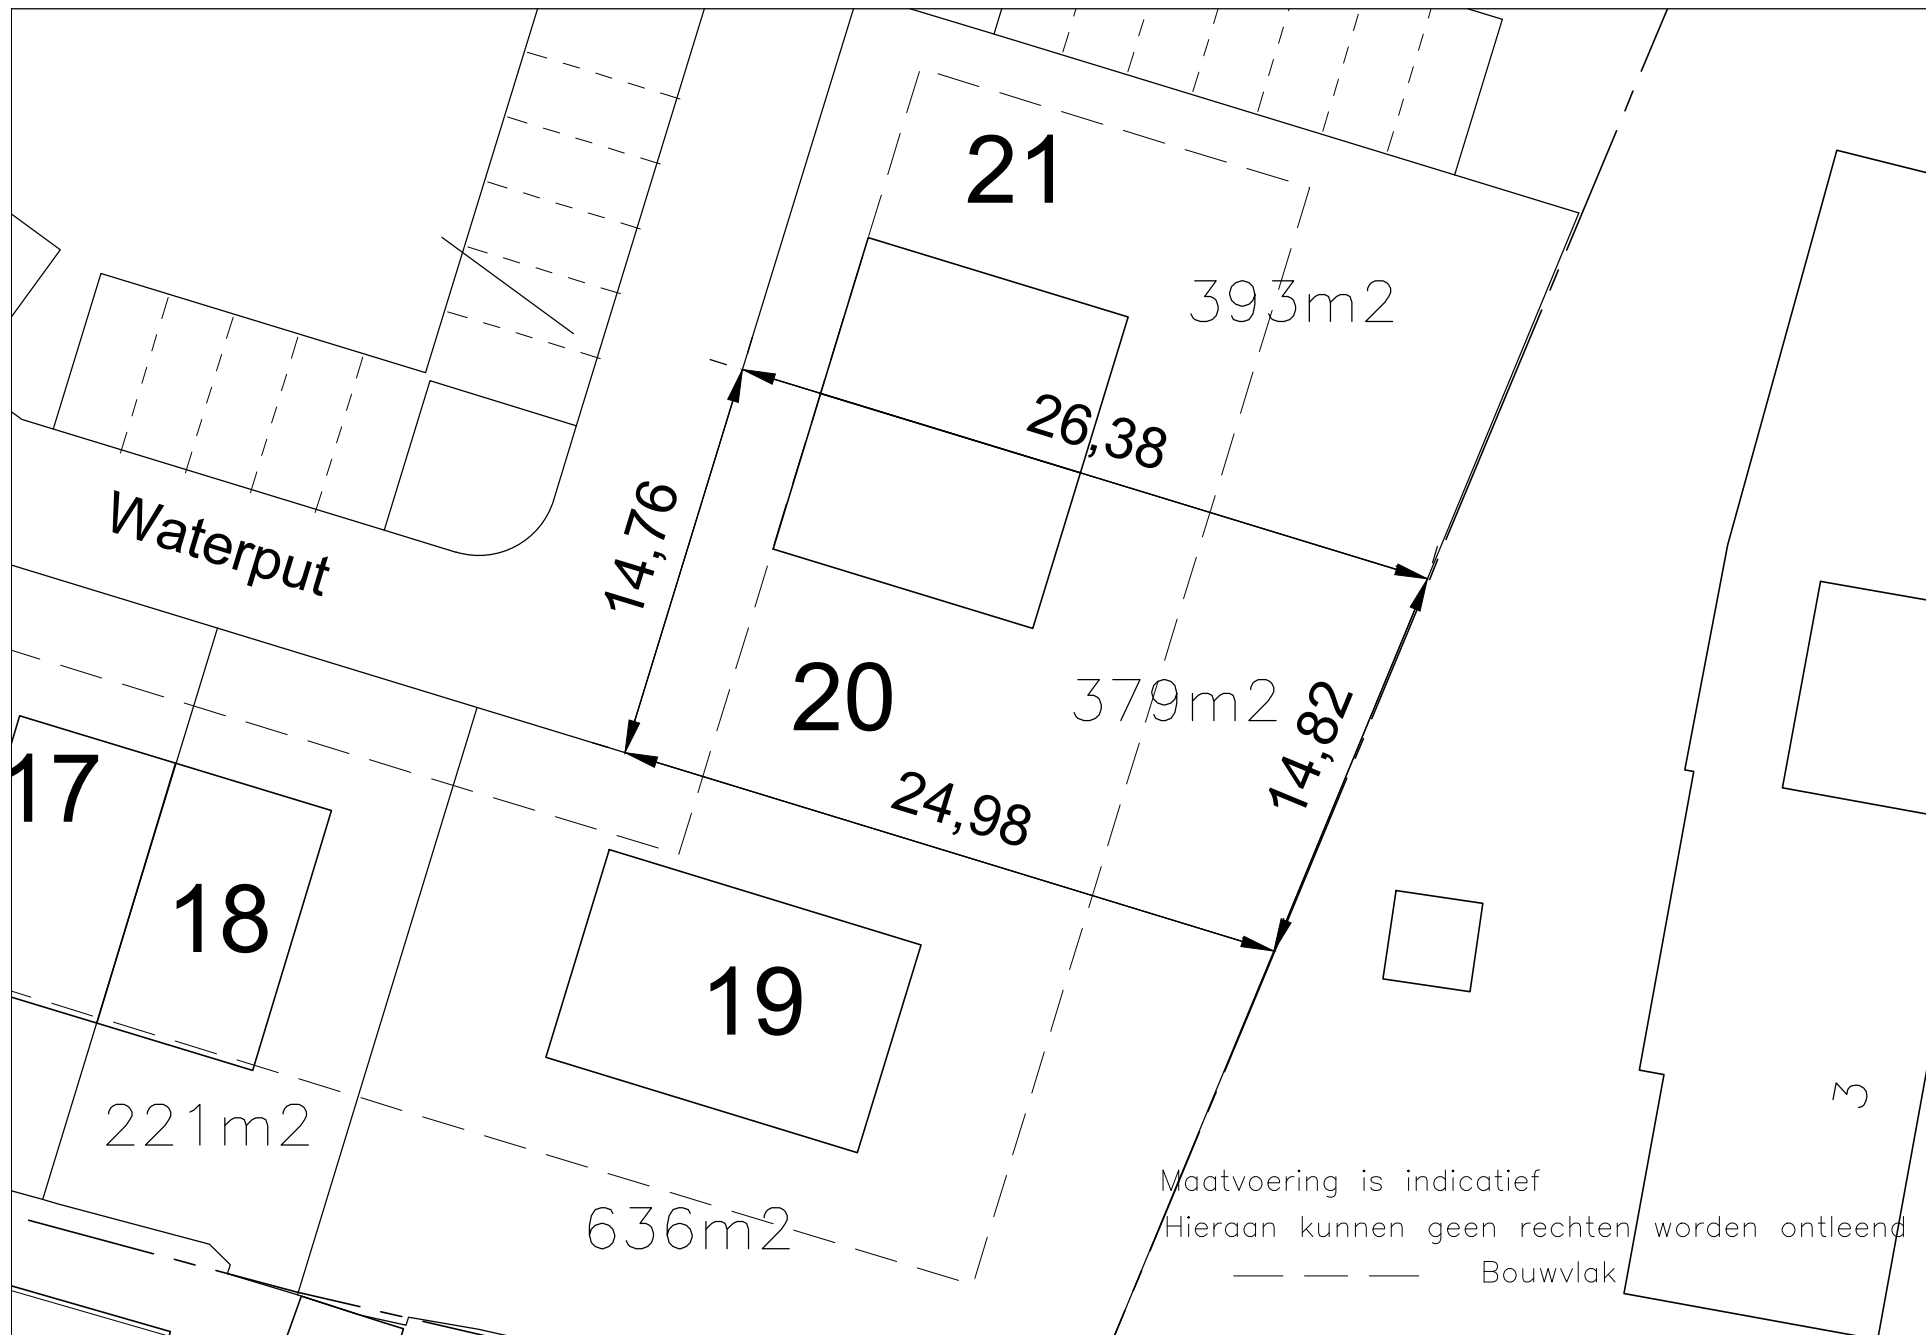 21
393m2
26,38
14,76
Waterput
20
379m2
14,82
17
24,98
18
19
3
221m2
636m2
Maatvoering is indicatief
Hieraan kunnen geen rechten worden ontleend
Bouwvlak